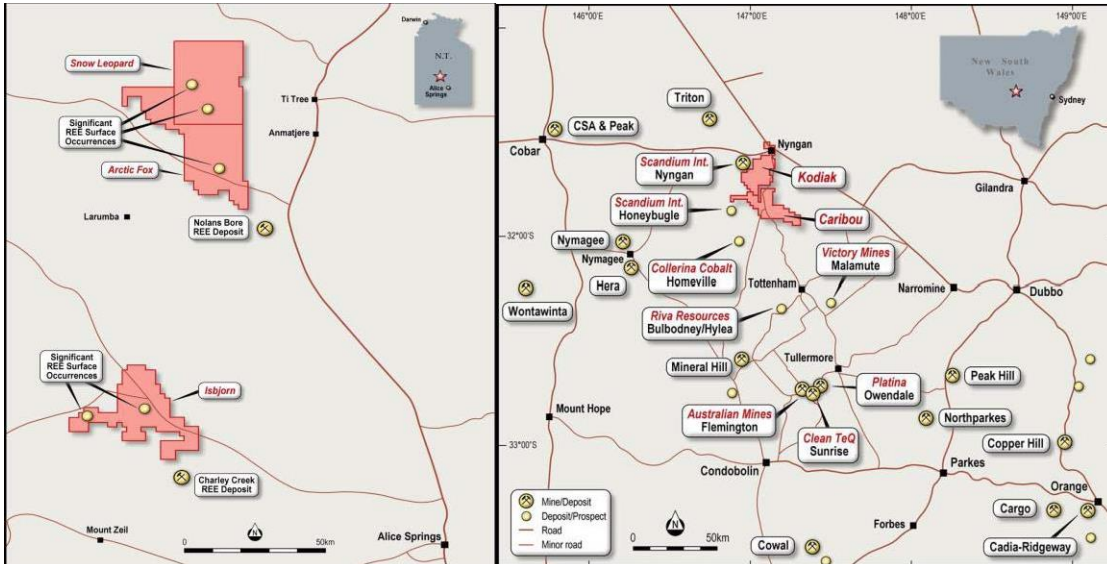 Darwin
N.T.
Alice
Springs
Snow Leopard
Significant
REE Surface
Occurrences
Ti Tree
Anmatjere
Arctic Fox
Larumba
Nolans Bore
REE Deposit
Significant
REE Surface
Occurrences
Isbjorn
Charley Creek
REE Deposit
Mount Zeil
Alice Springs
N
0
50km
146°00'E
147°00'E
148°00'E
149°00'E
New South
Wales
Sydney
Triton
CSA & Peak
Cobar
Nyngan
Scandium Int.
Nyngan
Kodiak
Gilandra
Scandium Int.
Honeybugle
Caribou
32°00'S
Nymagee
Nymagee
Hera
Collerina Cobalt
Homeville
Victory Mines
Malamute
Wontawinta
Tottenham
Narromine
Dubbo
Riva Resources
Bulbodney/Hylea
Mineral Hill
Tullermore
Peak Hill
Platina
Owendale
Mount Hope
Australian Mines
Flemington
Northparkes
Clean TeQ
Sunrise
Copper Hill
33°00'S
Condobolin
Parkes
Orange
Mine/Deposit
Deposit/Prospect
Road
Minor road
N
0
50km
Forbes
Cargo
Cowal
Cadia-Ridgeway